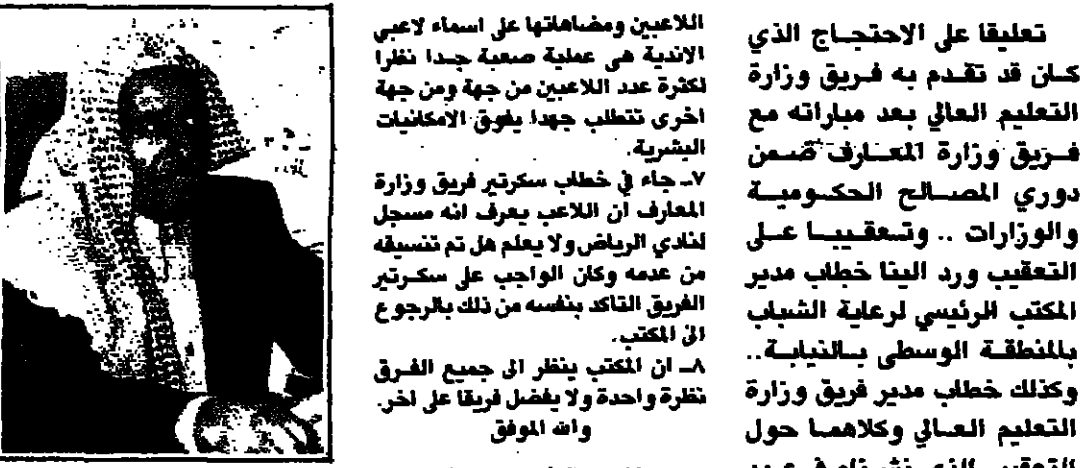 تعليقا على الاحتجاج الذي
كان قد تقدم به فريق وزارة
التعليم العالي بعد مباراته مع
فريق وزارة المعارف ضمن
دوري المصالح الحكومية
والوزارات .. وتعقيبا على
التعقيب ورد الينا خطاب مدير
المكتب الرئيسي لرعاية الشباب
بالمنطقة الوسطى بالنيابة..
وكذلك خطاب مدير فريق وزارة
التعليم العالي وكلاهما حول
اللاعبين ومضاهاتها على اسماء لاعبي
الاندية هى عملية صعبة جدا نظرا
لكثرة عدد اللاعبين من جهة ومن جهة
اخرى تتطلب جهدا يفوق الامكانيات
البشرية.
٧ـ جاء في خطاب سكرتير فريق وزارة
المعارف ان اللاعب يعرف انه مسجل
لنادي الرياض ولا يعلم هل تم تنسيقه
من عدمه وكان الواجب على سكرتير
الفريق التاكد بنفسه من ذلك بالرجوع
الى المكتب.
٨ـ ان المكتب ينظر الى جميع الفرق
نظرة واحدة ولا يفضل فريقا على اخر.
والله الموفق